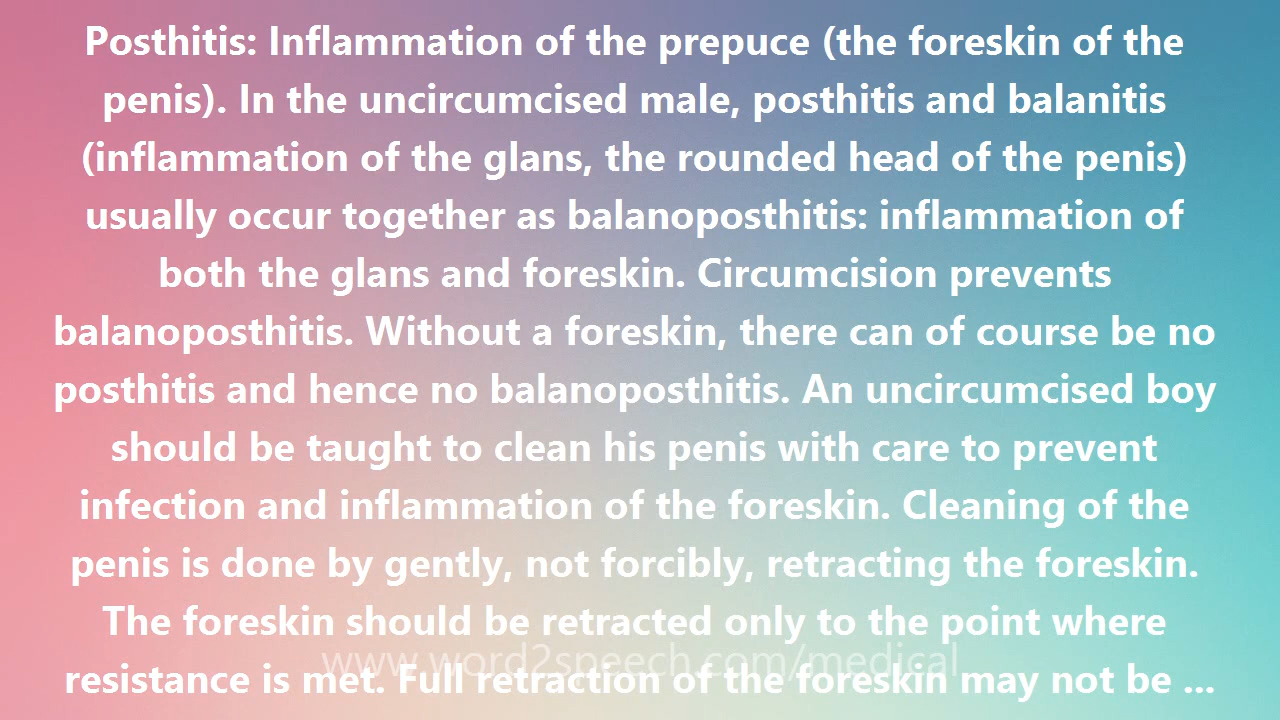 Posthitis: Inflammation of the prepuce (the foreskin of the
penis). In the uncircumcised male, posthitis and balanitis
(inflammation of the glans, the rounded head of the penis)
usually occur together as balanoposthitis: inflammation of
both the glans and foreskin. Circumcision prevents
balanoposthitis. Without a foreskin, there can of course be no
posthitis and hence no balanoposthitis. An uncircumcised boy
should be taught to clean his penis with care to prevent
infection and inflammation of the foreskin. Cleaning of the
penis is done by gently, not forcibly, retracting the foreskin.
The foreskin should be retracted only to the point where
www.word2speech.com/medical
resistance is met. Full retraction of the foreskin may not be ...